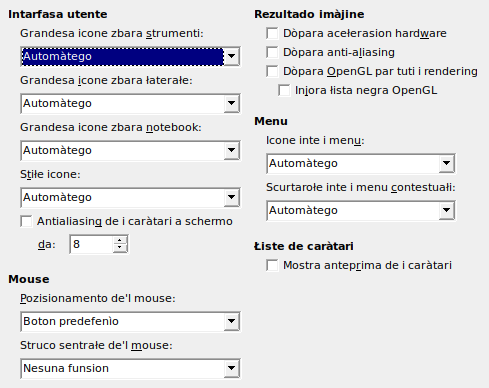 Intarfasa utente
Grandesa icone zbara strumenti:
Automàtego
Grandesa icone zbara łaterałe:
Automàtego
Grandesa icone zbara notebook:
Automàtego
Stiłe icone:
Automàtego
Antialiasing de i caràtari a schermo
da: 8
Mouse
Pozisionamento de'l mouse:
Boton predefenìo
Struco sentrałe de'l mouse:
Nesuna funsion
Rezultado imàjine
Dòpara acełerasion hardware
Dòpara anti-aliasing
Dòpara OpenGL par tuti i rendering
Injora łista negra OpenGL
Menu
Icone inte i menu:
Automàtego
Scurtarołe inte i menu contestuałi:
Automàtego
Łiste de caràtari
Mostra anteprima de i caràtari